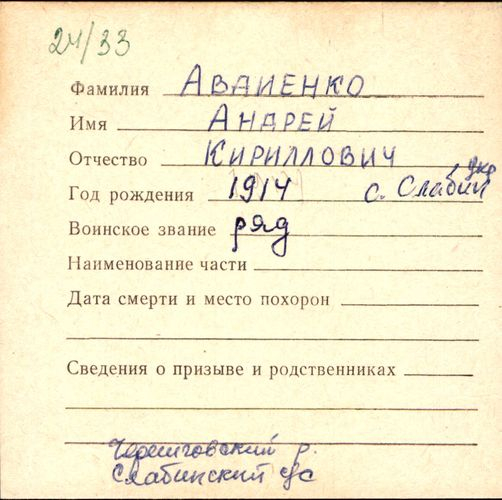 24/33
Фамилия АВАИЕНКО
Имя АНДРЕЙ
Отчество КИРИЛЛОВИЧ
укр
Год рождения 1914 с. Слабин
Воинское звание ряд
Наименование части
Дата смерти и место похорон
Сведения о призыве и родственниках
Черниговский р.
Слабинский с/с